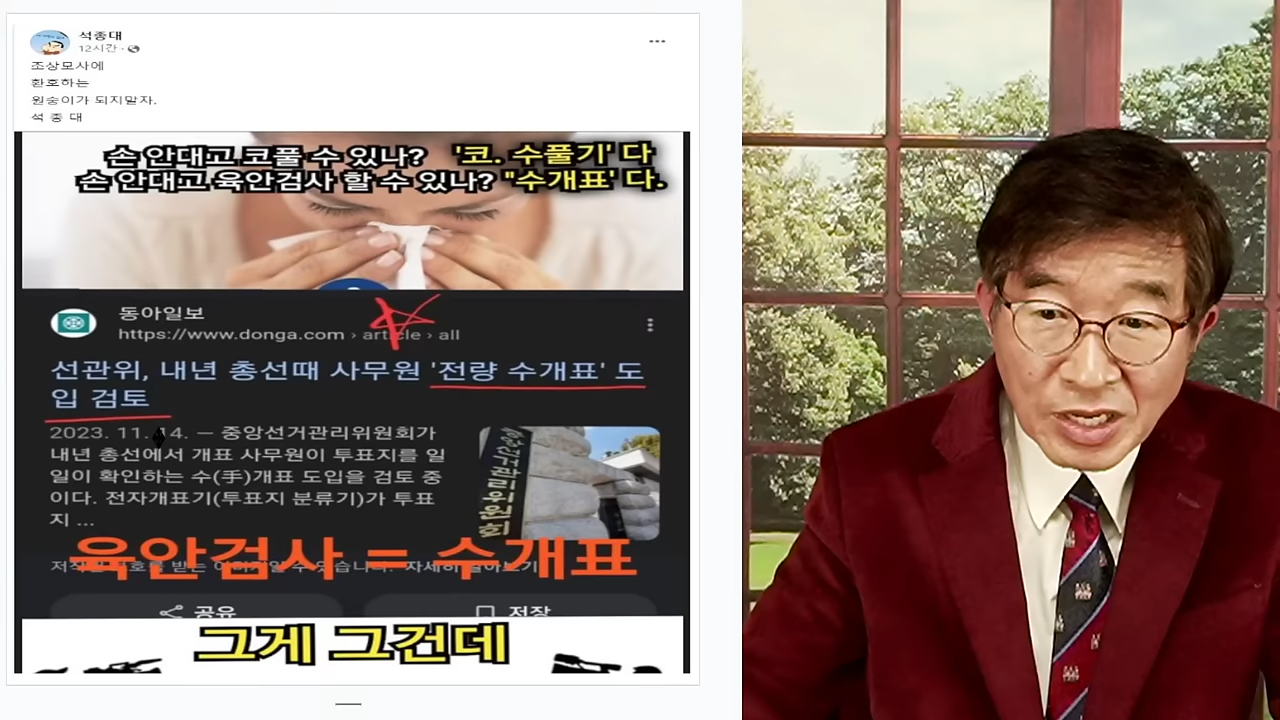 석종대
12시간 ·
조상모사에
환호하는
원숭이가 되지말자.
석 종 대
손 안대고 코풀 수 있나? '코. 수풀기' 다
손 안대고 육안검사 할 수 있나? "수개표' 다.
동아일보
https://www.donga.com › article › all
선관위, 내년 총선때 사무원 '전량 수개표' 도
입 검토
2023. 11. 14. — 중앙선거관리위원회가
내년 총선에서 개표 사무원이 투표지를 일
일이 확인하는 수(手)개표 도입을 검토 중
이다. 전자개표기(투표지 분류기)가 투표
지 ...
선거관리위원회
육안검사 = 수개표
공유
저장
그게 그건데